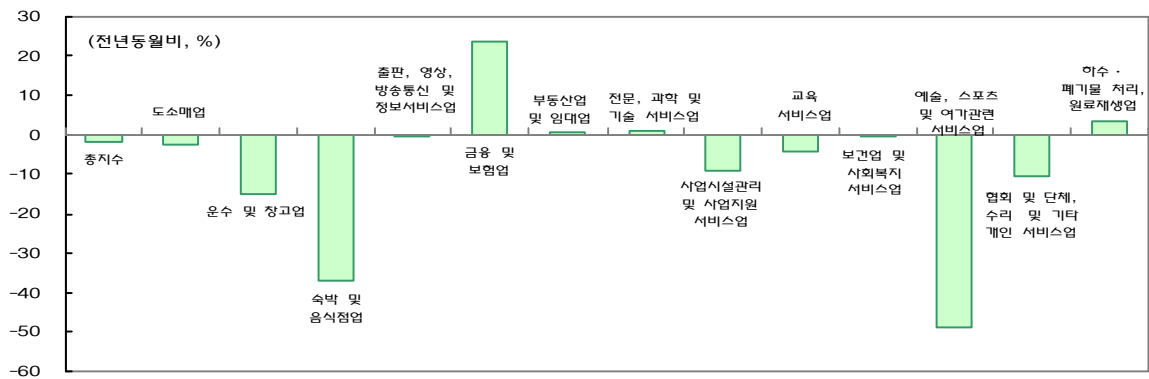 30
20
10
0
-10
-20
-30
-40
-50
-60
(전년동월비, %)
총지수
도소매업
운수 및 창고업
숙박 및
음식점업
출판, 영상,
방송통신 및
정보서비스업
금융 및
보험업
부동산업
및 임대업
전문, 과학 및
기술 서비스업
사업시설관리
및 사업지원
서비스업
교육
서비스업
보건업 및
사회복지
서비스업
예술, 스포츠
및 여가관련
서비스업
협회 및 단체,
수리 및 기타
개인 서비스업
하수·
폐기물 처리,
원료재생업